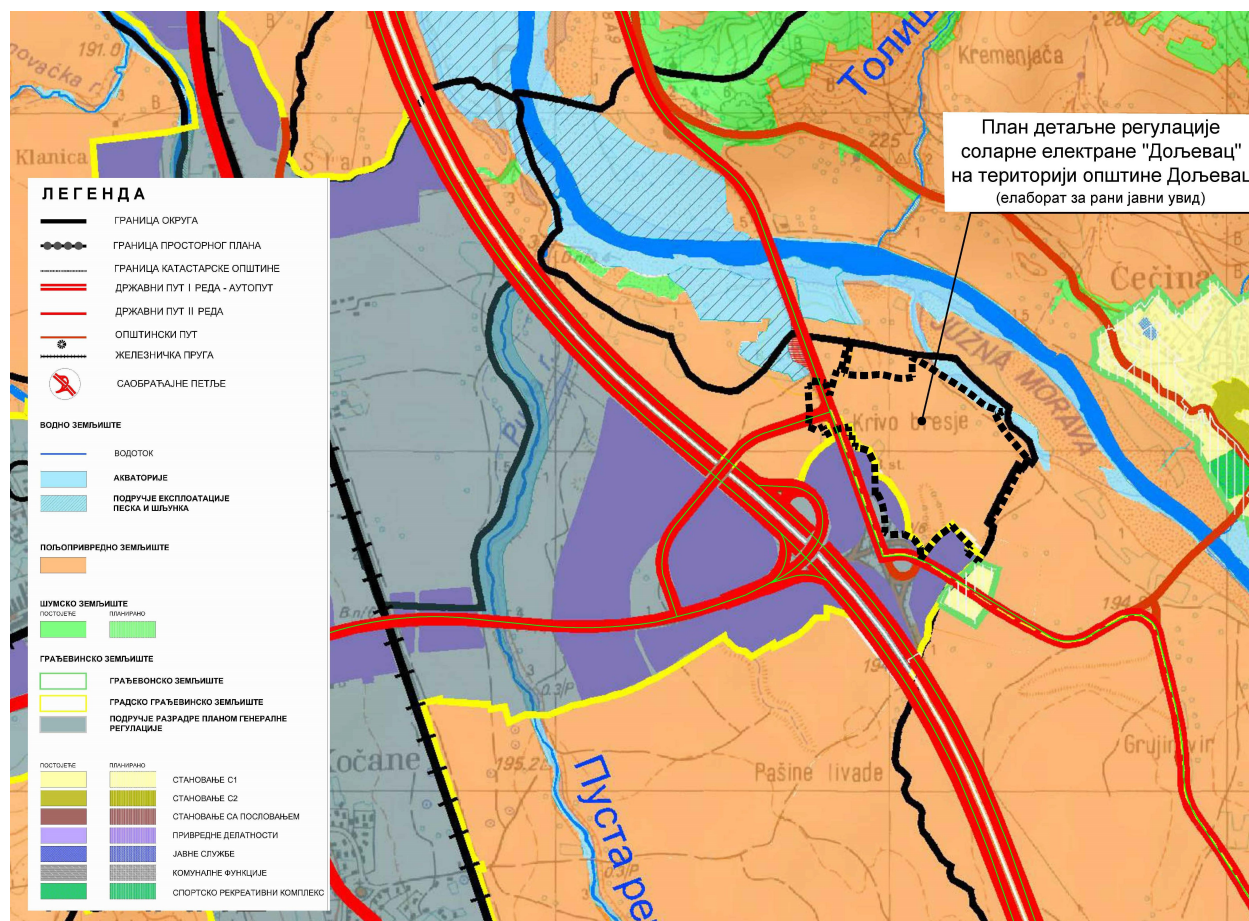 Толиш
Kremenjača
191.0
Klanica
Slap
225
План детаљне регулације
соларне електране "Дољевац"
на територији општине Дољевац
(елаборат за рани јавни увид)
ЛЕГЕНДА
ГРАНИЦА ОКРУГА
ГРАНИЦА ПРОСТОРНОГ ПЛАНА
ГРАНИЦА КАТАСТАРСКЕ ОПШТИНЕ
ДРЖАВНИ ПУТ I РЕДА - АУТОПУТ
ДРЖАВНИ ПУТ II РЕДА
ОПШТИНСКИ ПУТ
ЖЕЛЕЗНИЧКА ПРУГА
САОБРАЋАЈНЕ ПЕТЉЕ
ВОДНО ЗЕМЉИШТЕ
ВОДОТОК
АКВАТОРИЈЕ
ПОДРУЧЈЕ ЕКСПЛОАТАЦИЈЕ
ПЕСКА И ШЉУНКА
ПОЉОПРИВРЕДНО ЗЕМЉИШТЕ
ШУМСКО ЗЕМЉИШТЕ
ПОСТОЈЕЋЕ ПЛАНИРАНО
ГРАЂЕВИНСКО ЗЕМЉИШТЕ
ГРАЂЕВОНСКО ЗЕМЉИШТЕ
ГРАДСКО ГРАЂЕВИНСКО ЗЕМЉИШТЕ
ПОДРУЧЈЕ РАЗРАДРЕ ПЛАНОМ ГЕНЕРАЛНЕ
РЕГУЛАЦИЈЕ
ПОСТОЈЕЋЕ ПЛАНИРАНО
СТАНОВАЊЕ С1
СТАНОВАЊЕ С2
СТАНОВАЊЕ СА ПОСЛОВАЊЕМ
ПРИВРЕДНЕ ДЕЛАТНОСТИ
ЈАВНЕ СЛУЖБЕ
КОМУНАЛНЕ ФУНКЦИЈЕ
СПОРТСКО РЕКРЕАТИВНИ КОМПЛЕКС
Čečina
JUZNA MORAVA
Krivo bresje
Grujin vir
Pašine livade
195.2
Пуста ре